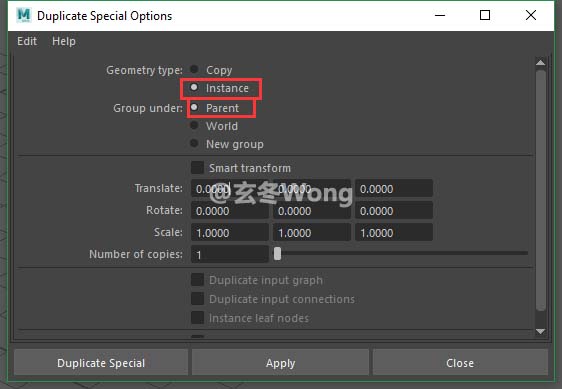 Duplicate Special Options
Edit Help
Geometry type: Copy
Instance
Group under: Parent
World
New group
Smart transform
Translate: 0.0000 0.0000 0.0000
@玄冬Wong
Rotate: 0.0000 0.0000 0.0000
Scale: 1.0000 1.0000 1.0000
Number of copies: 1
Duplicate input graph
Duplicate input connections
Instance leaf nodes
Duplicate Special Apply Close